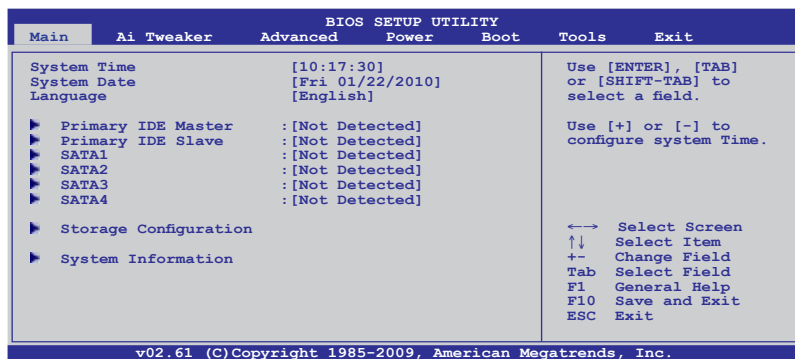 BIOS SETUP UTILITY
Main Ai Tweaker Advanced Power Boot Tools Exit
System Time [10:17:30]
System Date [Fri 01/22/2010]
Language [English]
Primary IDE Master :[Not Detected]
Primary IDE Slave :[Not Detected]
SATA1 :[Not Detected]
SATA2 :[Not Detected]
SATA3 :[Not Detected]
SATA4 :[Not Detected]
Storage Configuration
System Information
Use [ENTER], [TAB]
or [SHIFT-TAB] to
select a field.
Use [+] or [-] to
configure system Time.
←→ Select Screen
↑↓ Select Item
+- Change Field
Tab Select Field
F1 General Help
F10 Save and Exit
ESC Exit
v02.61 (C)Copyright 1985-2009, American Megatrends, Inc.